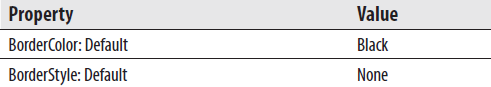 Property Value
BorderColor: Default Black
BorderStyle: Default None